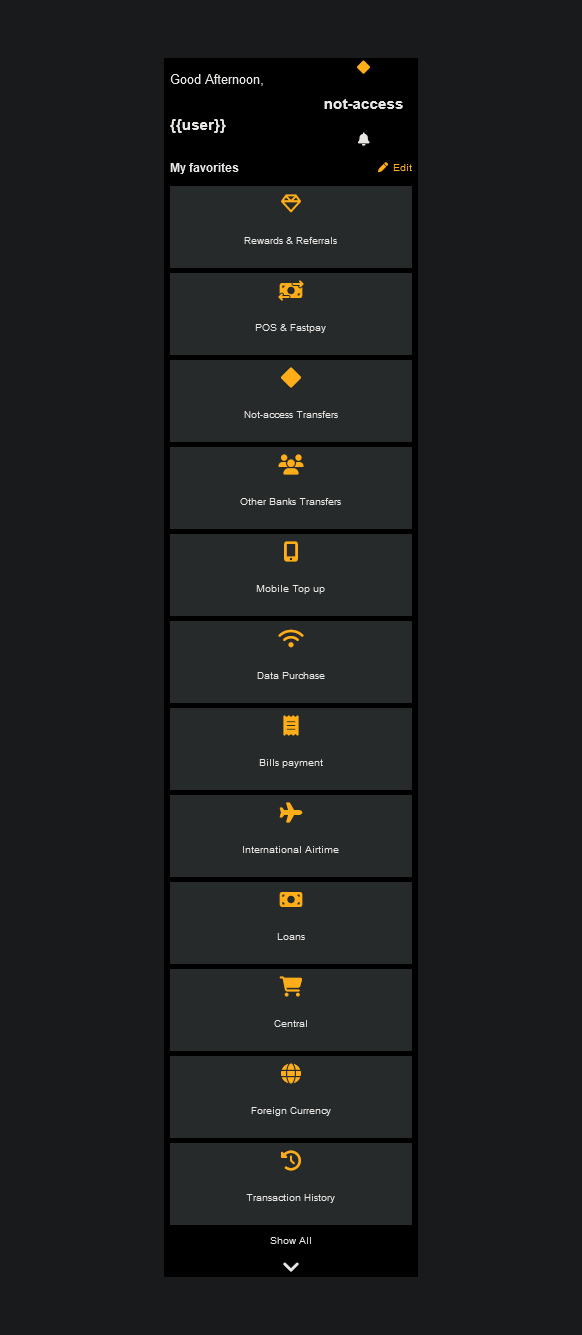 Good Afternoon,
not-access
{{user}}
My favorites
Edit
Rewards & Referrals
POS & Fastpay
Not-access Transfers
Other Banks Transfers
Mobile Top up
Data Purchase
Bills payment
International Airtime
Loans
Central
Foreign Currency
Transaction History
Show All